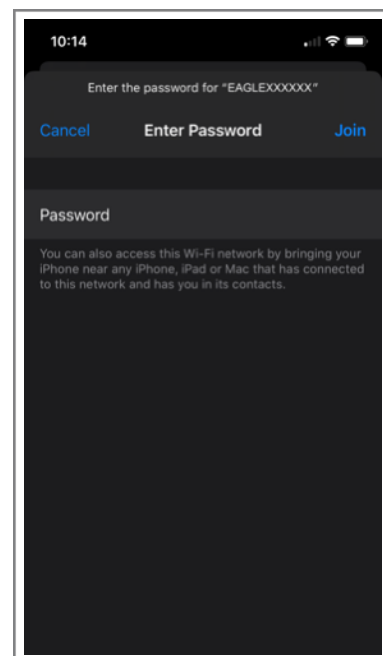 10:14
Enter the password for “EAGLEXXXXXX”
Cancel Enter Password Join
Password
You can also access this Wi-Fi network by bringing your
iPhone near any iPhone, iPad or Mac that has connected
to this network and has you in its contacts.